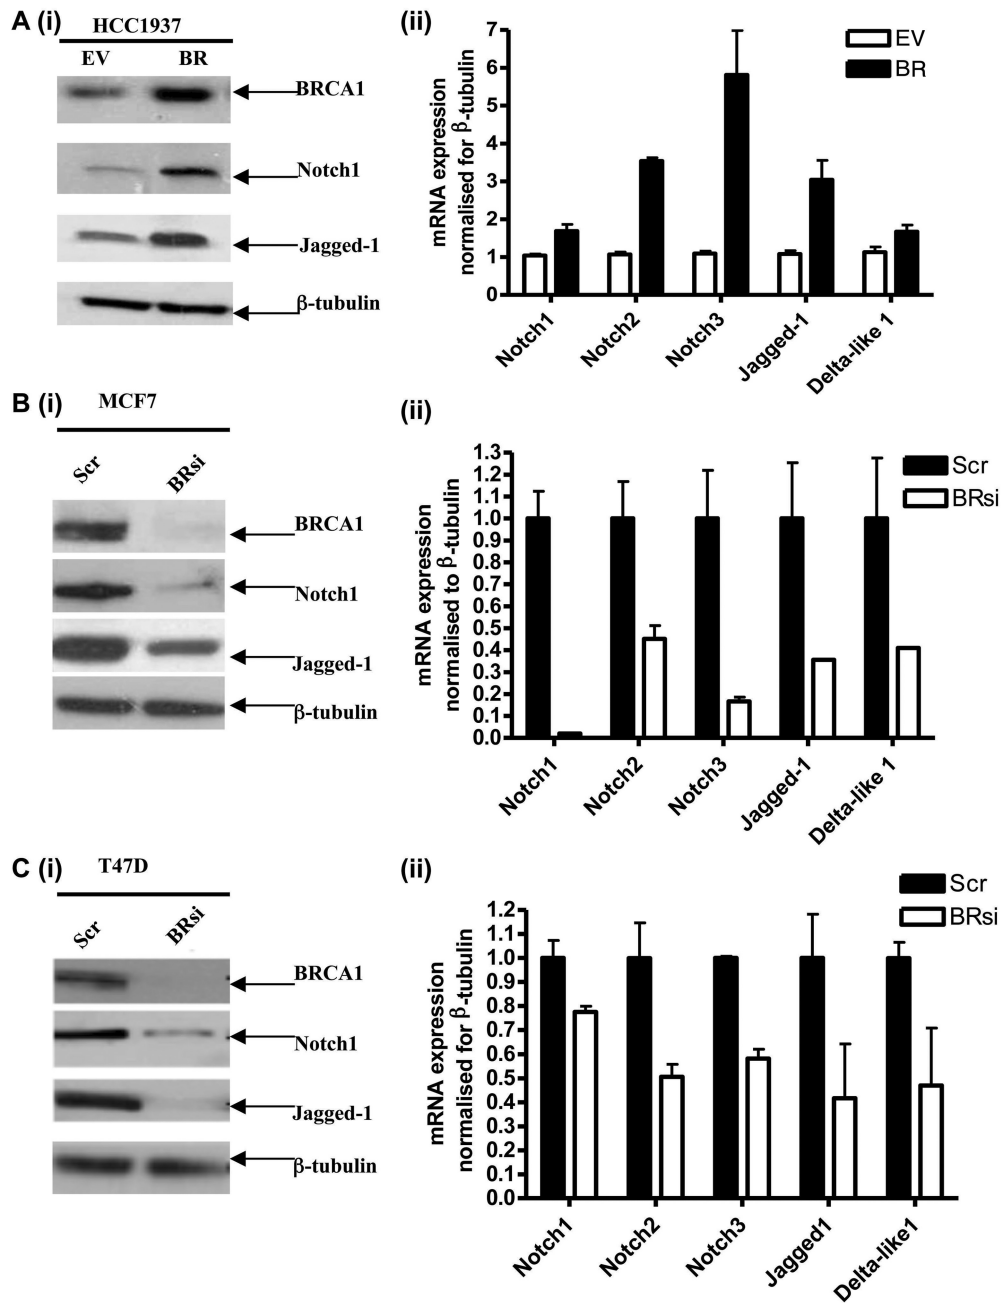 A (i)
HCC1937
EV BR
BRCA1
Notch1
Jagged-1
β-tubulin
(ii)
mRNA expression
normalised for β-tubulin
7
6
5
4
3
2
1
0
EV
BR
Notch1
Notch2
Notch3
Jagged-1
Delta-like 1
B (i)
MCF7
Scr BRsi
BRCA1
Notch1
Jagged-1
β-tubulin
(ii)
mRNA expression
normalised to β-tubulin
1.3
1.2
1.1
1.0
0.9
0.8
0.7
0.6
0.5
0.4
0.3
0.2
0.1
0.0
Scr
BRsi
Notch1
Notch2
Notch3
Jagged-1
Delta-like 1
C (i)
T47D
Scr BRsi
BRCA1
Notch1
Jagged-1
β-tubulin
(ii)
mRNA expression
normalised for β-tubulin
1.2
1.1
1.0
0.9
0.8
0.7
0.6
0.5
0.4
0.3
0.2
0.1
0.0
Scr
BRsi
Notch1
Notch2
Notch3
Jagged1
Delta-like1